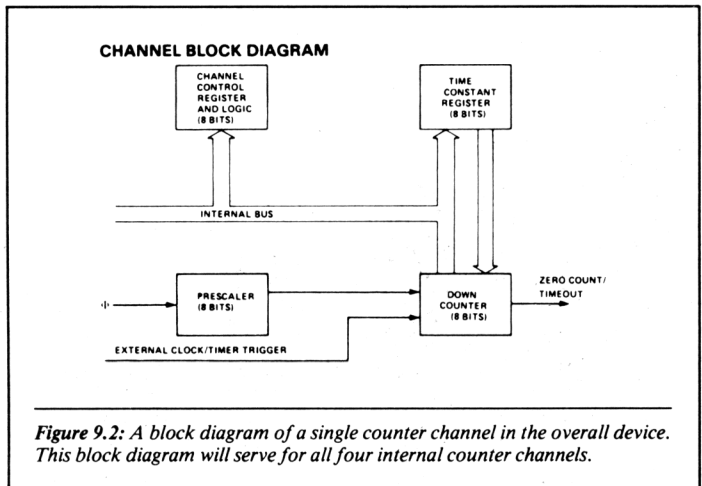 CHANNEL BLOCK DIAGRAM
CHANNEL
CONTROL
REGISTER
AND LOGIC
(8 BITS)
TIME
CONSTANT
REGISTER
(8 BITS)
INTERNAL BUS
ZERO COUNT/
TIMEOUT
Φ
PRESCALER
(8 BITS)
DOWN
COUNTER
(8 BITS)
EXTERNAL CLOCK/TIMER TRIGGER
Figure 9.2: A block diagram of a single counter channel in the overall device.
This block diagram will serve for all four internal counter channels.